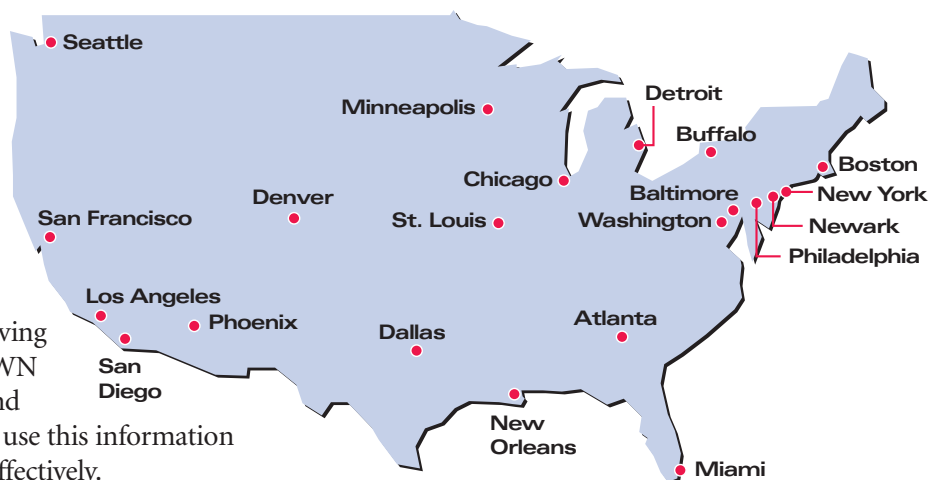 Seattle
Minneapolis
Detroit
Buffalo
Boston
Chicago
Denver
Baltimore
New York
San Francisco
St. Louis
Washington
Newark
Philadelphia
Los Angeles
Phoenix
Dallas
Atlanta
San
Diego
New
Orleans
Miami
use this information